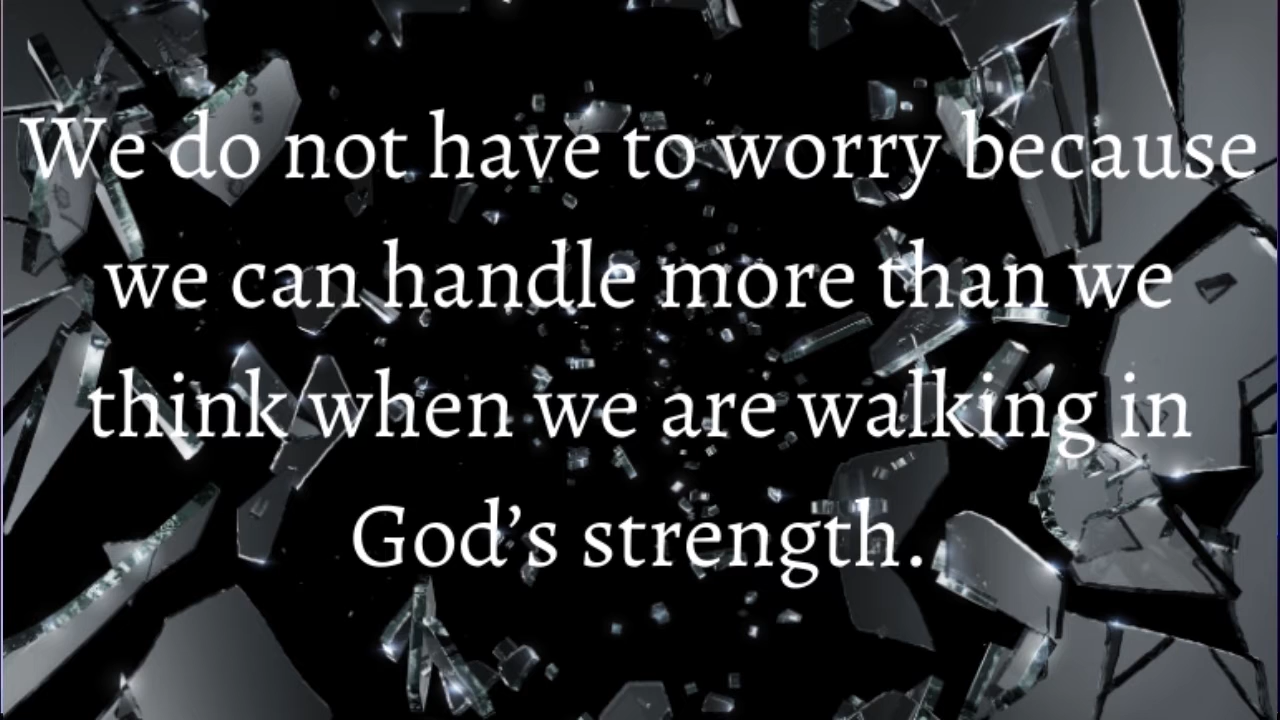 We do not have to worry because
we can handle more than we
think when we are walking in
God’s strength.